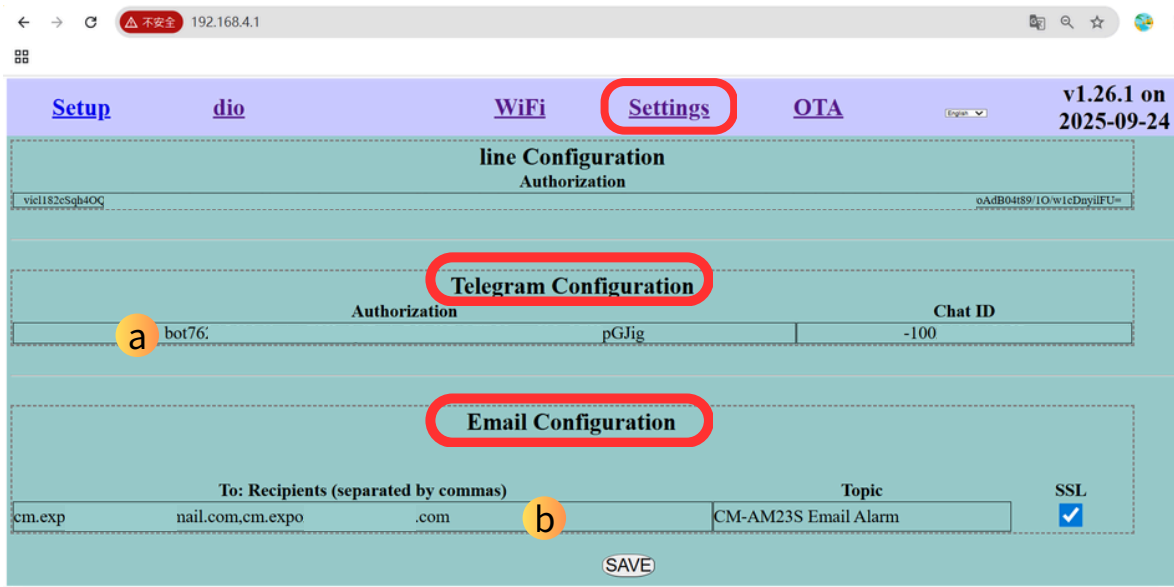 不安全 192.168.4.1
Setup dio WiFi Settings OTA English v1.26.1 on 2025-09-24
line Configuration
Authorization
vicl182cSqh4OQ oAdB04t89/1O/w1cDnyilFU=
Telegram Configuration
Authorization Chat ID
a bot762 pGJig -100
Email Configuration
To: Recipients (separated by commas) Topic SSL
cm.exp nail.com,cm.expo .com b CM-AM23S Email Alarm
SAVE